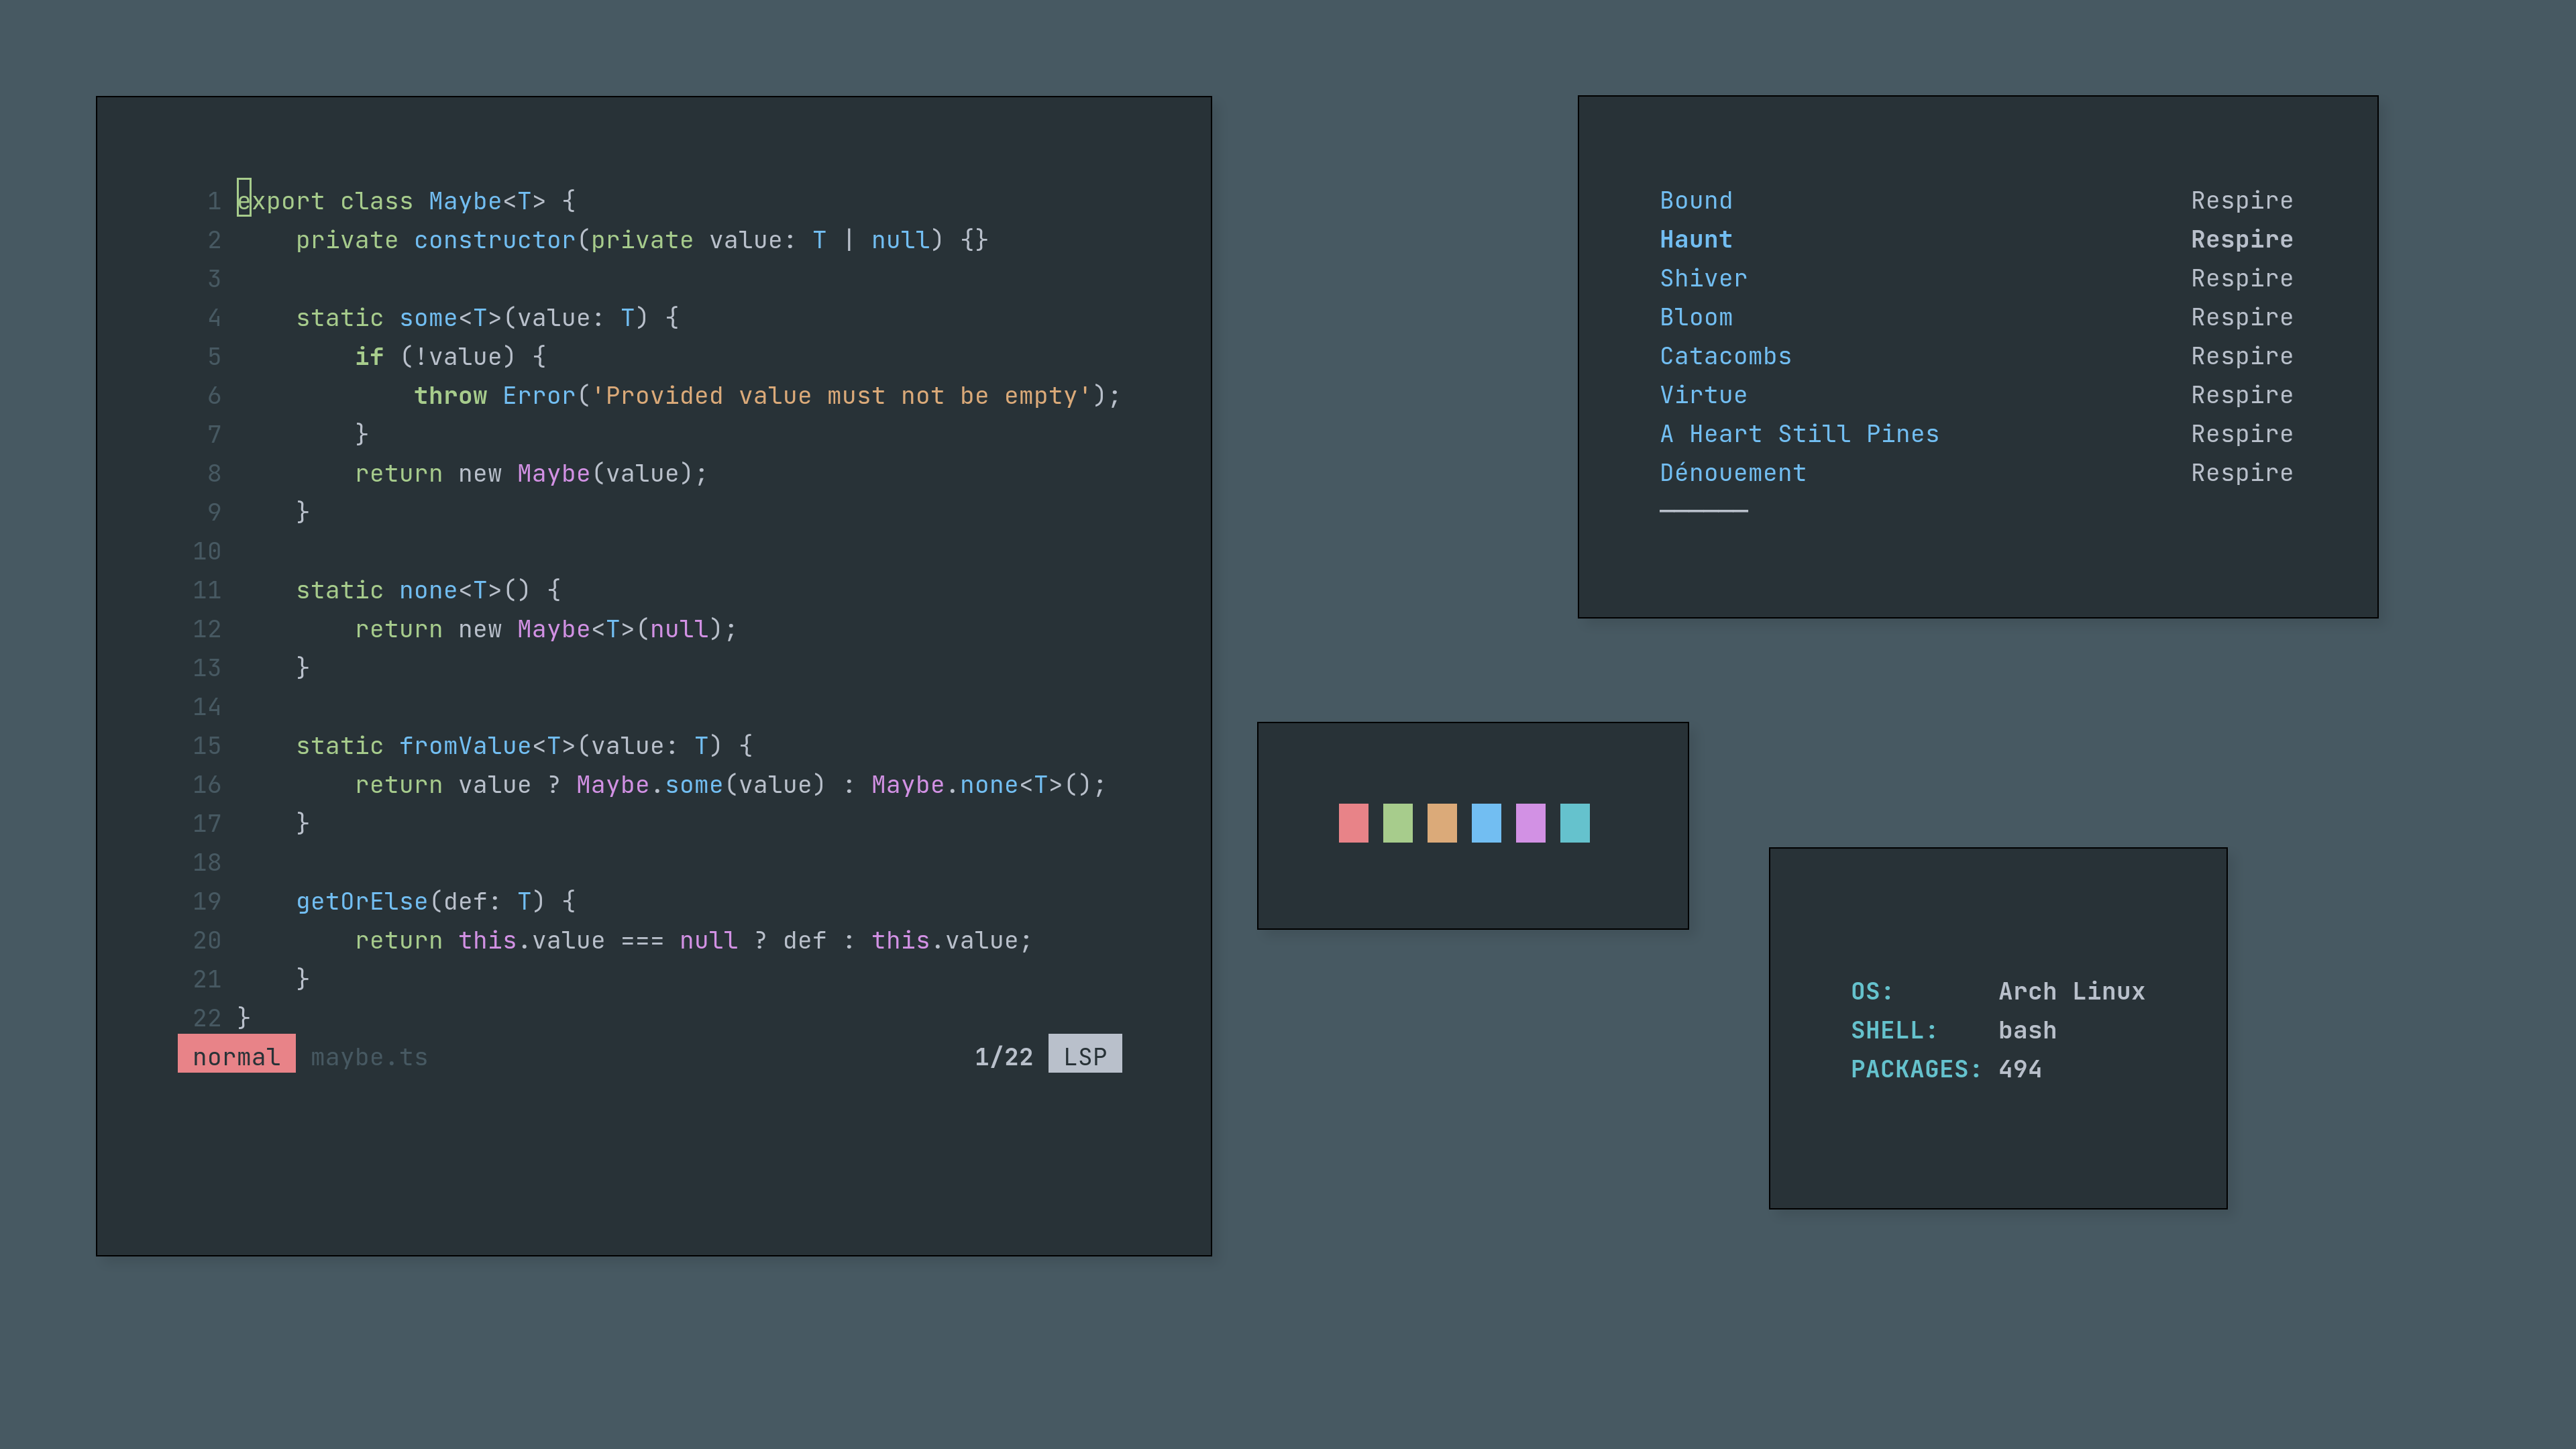 1 export class Maybe<T> {
2     private constructor(private value: T | null) {}
3
4     static some<T>(value: T) {
5         if (!value) {
6             throw Error('Provided value must not be empty');
7         }
8         return new Maybe(value);
9     }
10
11     static none<T>() {
12         return new Maybe<T>(null);
13     }
14
15     static fromValue<T>(value: T) {
16         return value ? Maybe.some(value) : Maybe.none<T>();
17     }
18
19     getOrElse(def: T) {
20         return this.value === null ? def : this.value;
21     }
22 }
normal maybe.ts 1/22 LSP
Bound Respire
Haunt Respire
Shiver Respire
Bloom Respire
Catacombs Respire
Virtue Respire
A Heart Still Pines Respire
Dénouement Respire
OS: Arch Linux
SHELL: bash
PACKAGES: 494